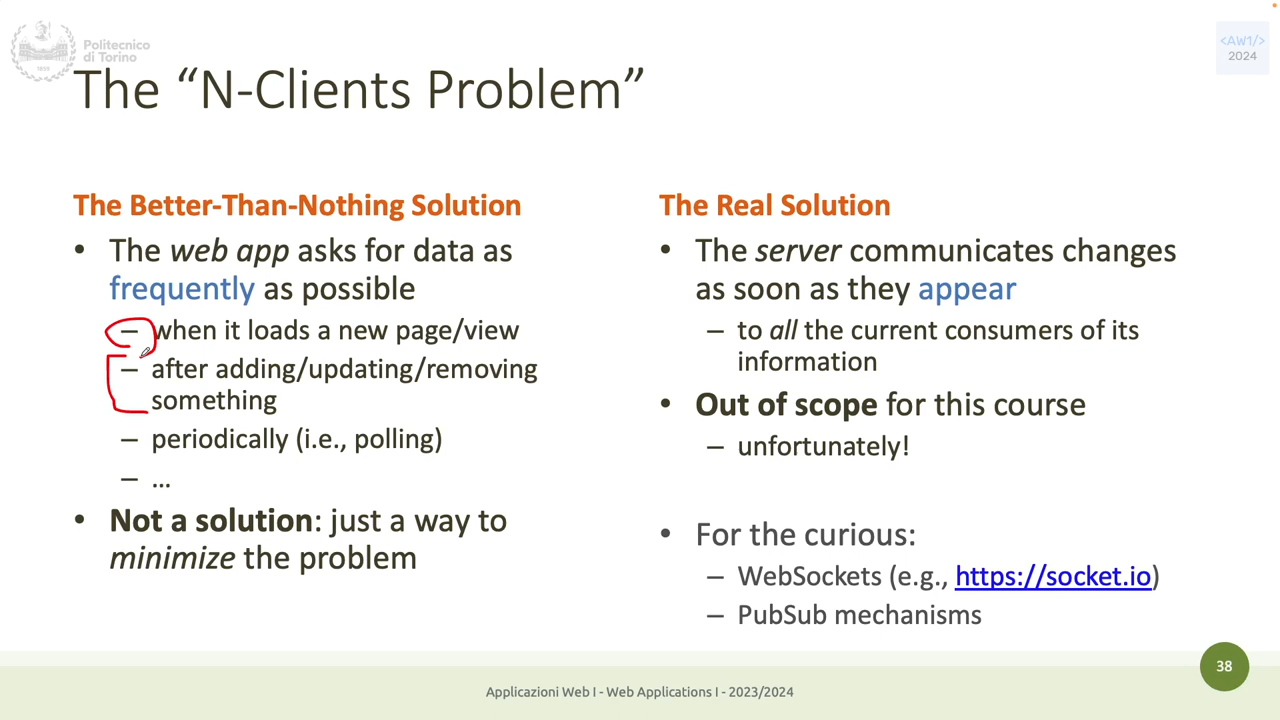 Politecnico
di Torino
1859
<AW1/>
2024
The “N-Clients Problem”
The Better-Than-Nothing Solution
• The web app asks for data as
frequently as possible
– when it loads a new page/view
– after adding/updating/removing
something
– periodically (i.e., polling)
– ...
• Not a solution: just a way to
minimize the problem
The Real Solution
• The server communicates changes
as soon as they appear
– to all the current consumers of its
information
• Out of scope for this course
– unfortunately!
• For the curious:
– WebSockets (e.g., https://socket.io)
– PubSub mechanisms
38
Applicazioni Web I - Web Applications I - 2023/2024